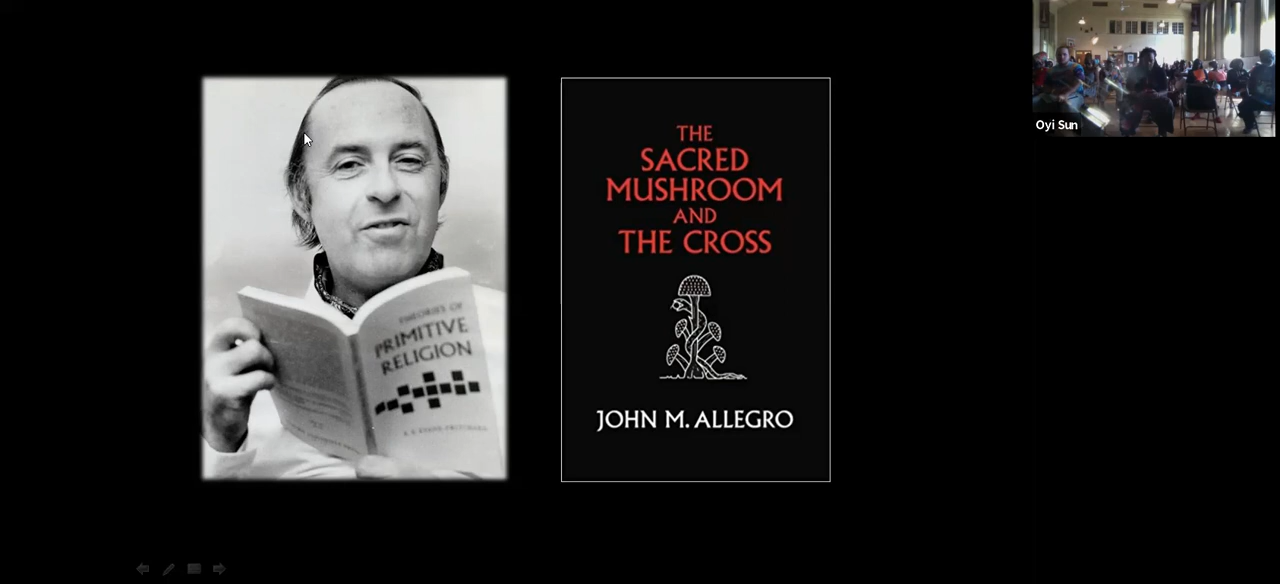 THEORIES OF
PRIMITIVE
RELIGION
THE
SACRED
MUSHROOM
AND
THE CROSS
JOHN M. ALLEGRO
Oyi Sun